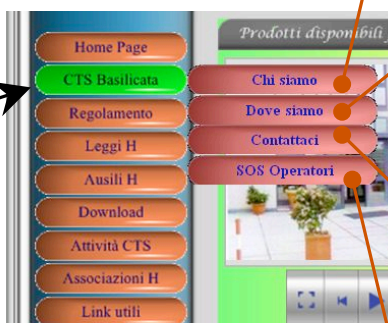 Prodotti disponibili
Home Page
CTS Basilicata
Chi siamo
Regolamento
Dove siamo
Leggi H
Contattaci
Ausili H
SOS Operatori
Download
Attività CTS
Associazioni H
Link utili